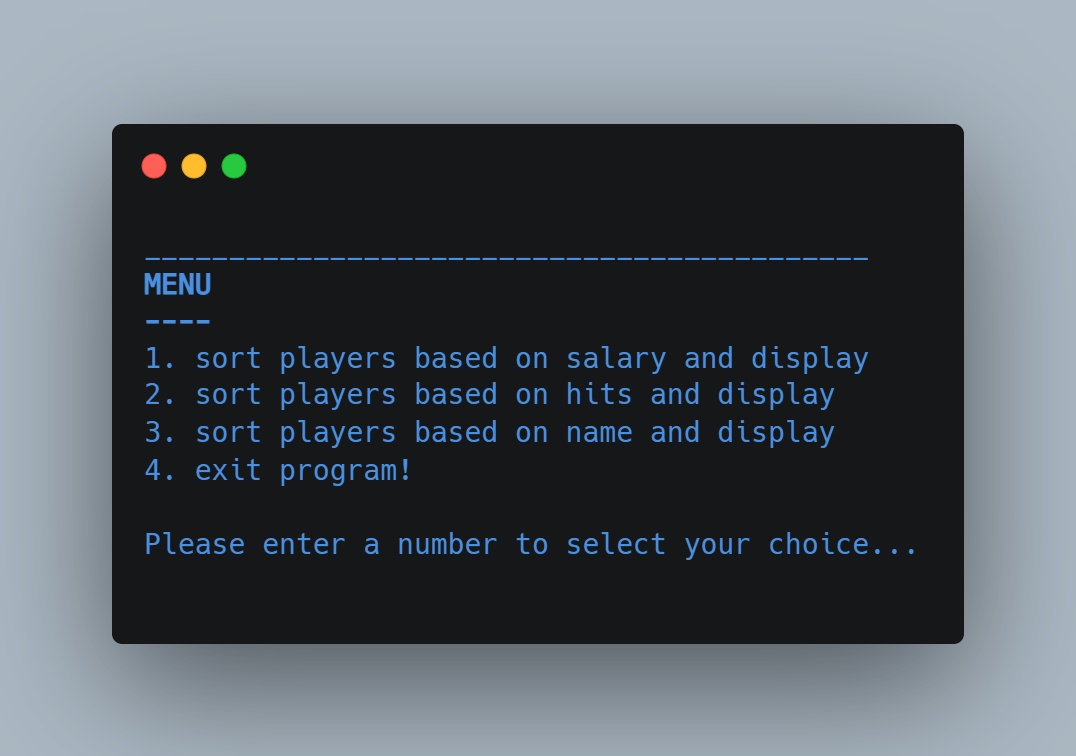 ___________________________________________
MENU
----
1. sort players based on salary and display
2. sort players based on hits and display
3. sort players based on name and display
4. exit program!
Please enter a number to select your choice...